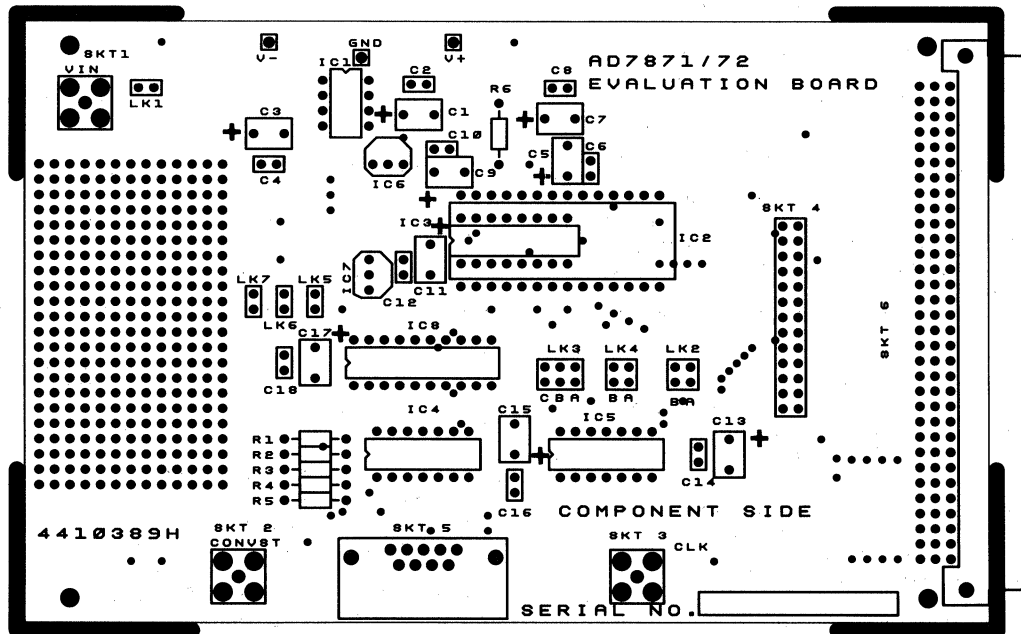 SKT1
VIN
LK1
V-
GND
IC1
V+
C2
C1
C3
C4
IC6
C10
C9
R6
C8
C7
C5
C6
AD7871/72
EVALUATION BOARD
IC3
IC2
SKT 4
SKT 6
IC7
C12
C11
LK7
LK5
LK6
C17
IC8
C18
LK3
CBA
LK4
BA
LK2
BA
IC4
C15
IC5
C13
R1
R2
R3
R4
R5
C16
C14
COMPONENT SIDE
4410389H
SKT 2
CONVST
SKT 5
SKT 3
CLK
SERIAL NO.